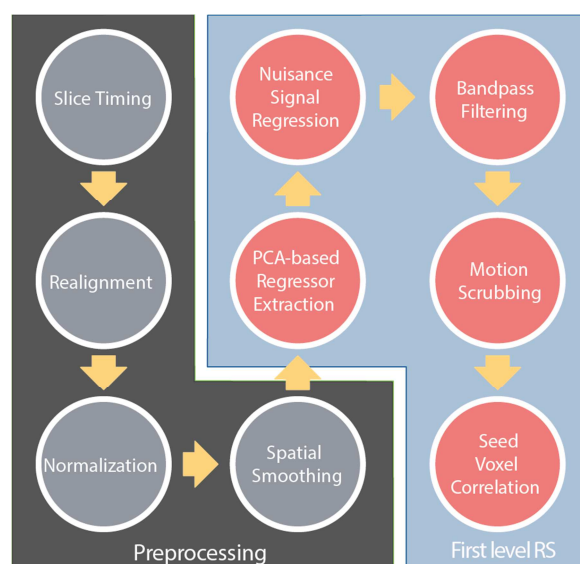 Slice Timing
Realignment
Normalization
Spatial
Smoothing
PCA-based
Regressor
Extraction
Nuisance
Signal
Regression
Bandpass
Filtering
Motion
Scrubbing
Seed
Voxel
Correlation
Preprocessing
First level RS